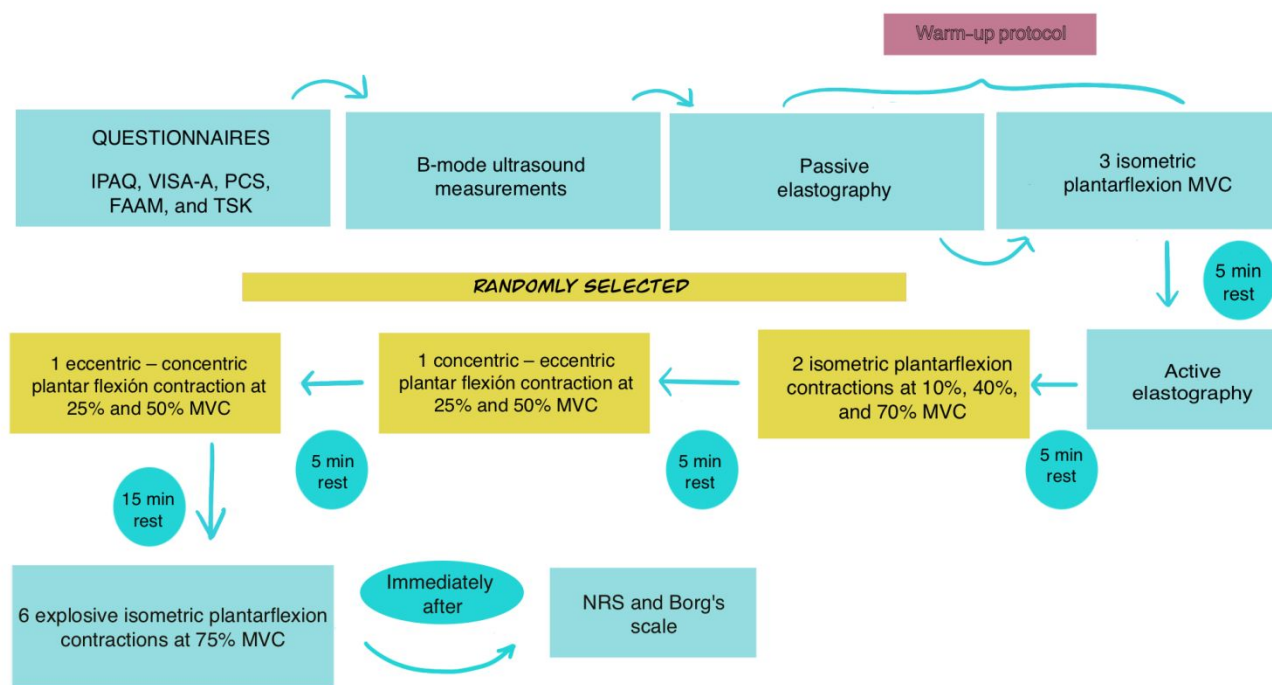 Warm-up protocol
QUESTIONNAIRES
IPAQ, VISA-A, PCS,
FAAM, and TSK
B-mode ultrasound
measurements
Passive
elastography
3 isometric
plantarflexion MVC
5 min
rest
RANDOMLY SELECTED
1 eccentric – concentric
plantar flexión contraction at
25% and 50% MVC
1 concentric – eccentric
plantar flexión contraction at
25% and 50% MVC
2 isometric plantarflexion
contractions at 10%, 40%,
and 70% MVC
Active
elastography
5 min
rest
5 min
rest
5 min
rest
15 min
rest
6 explosive isometric plantarflexion
contractions at 75% MVC
Immediately
after
NRS and Borg's
scale